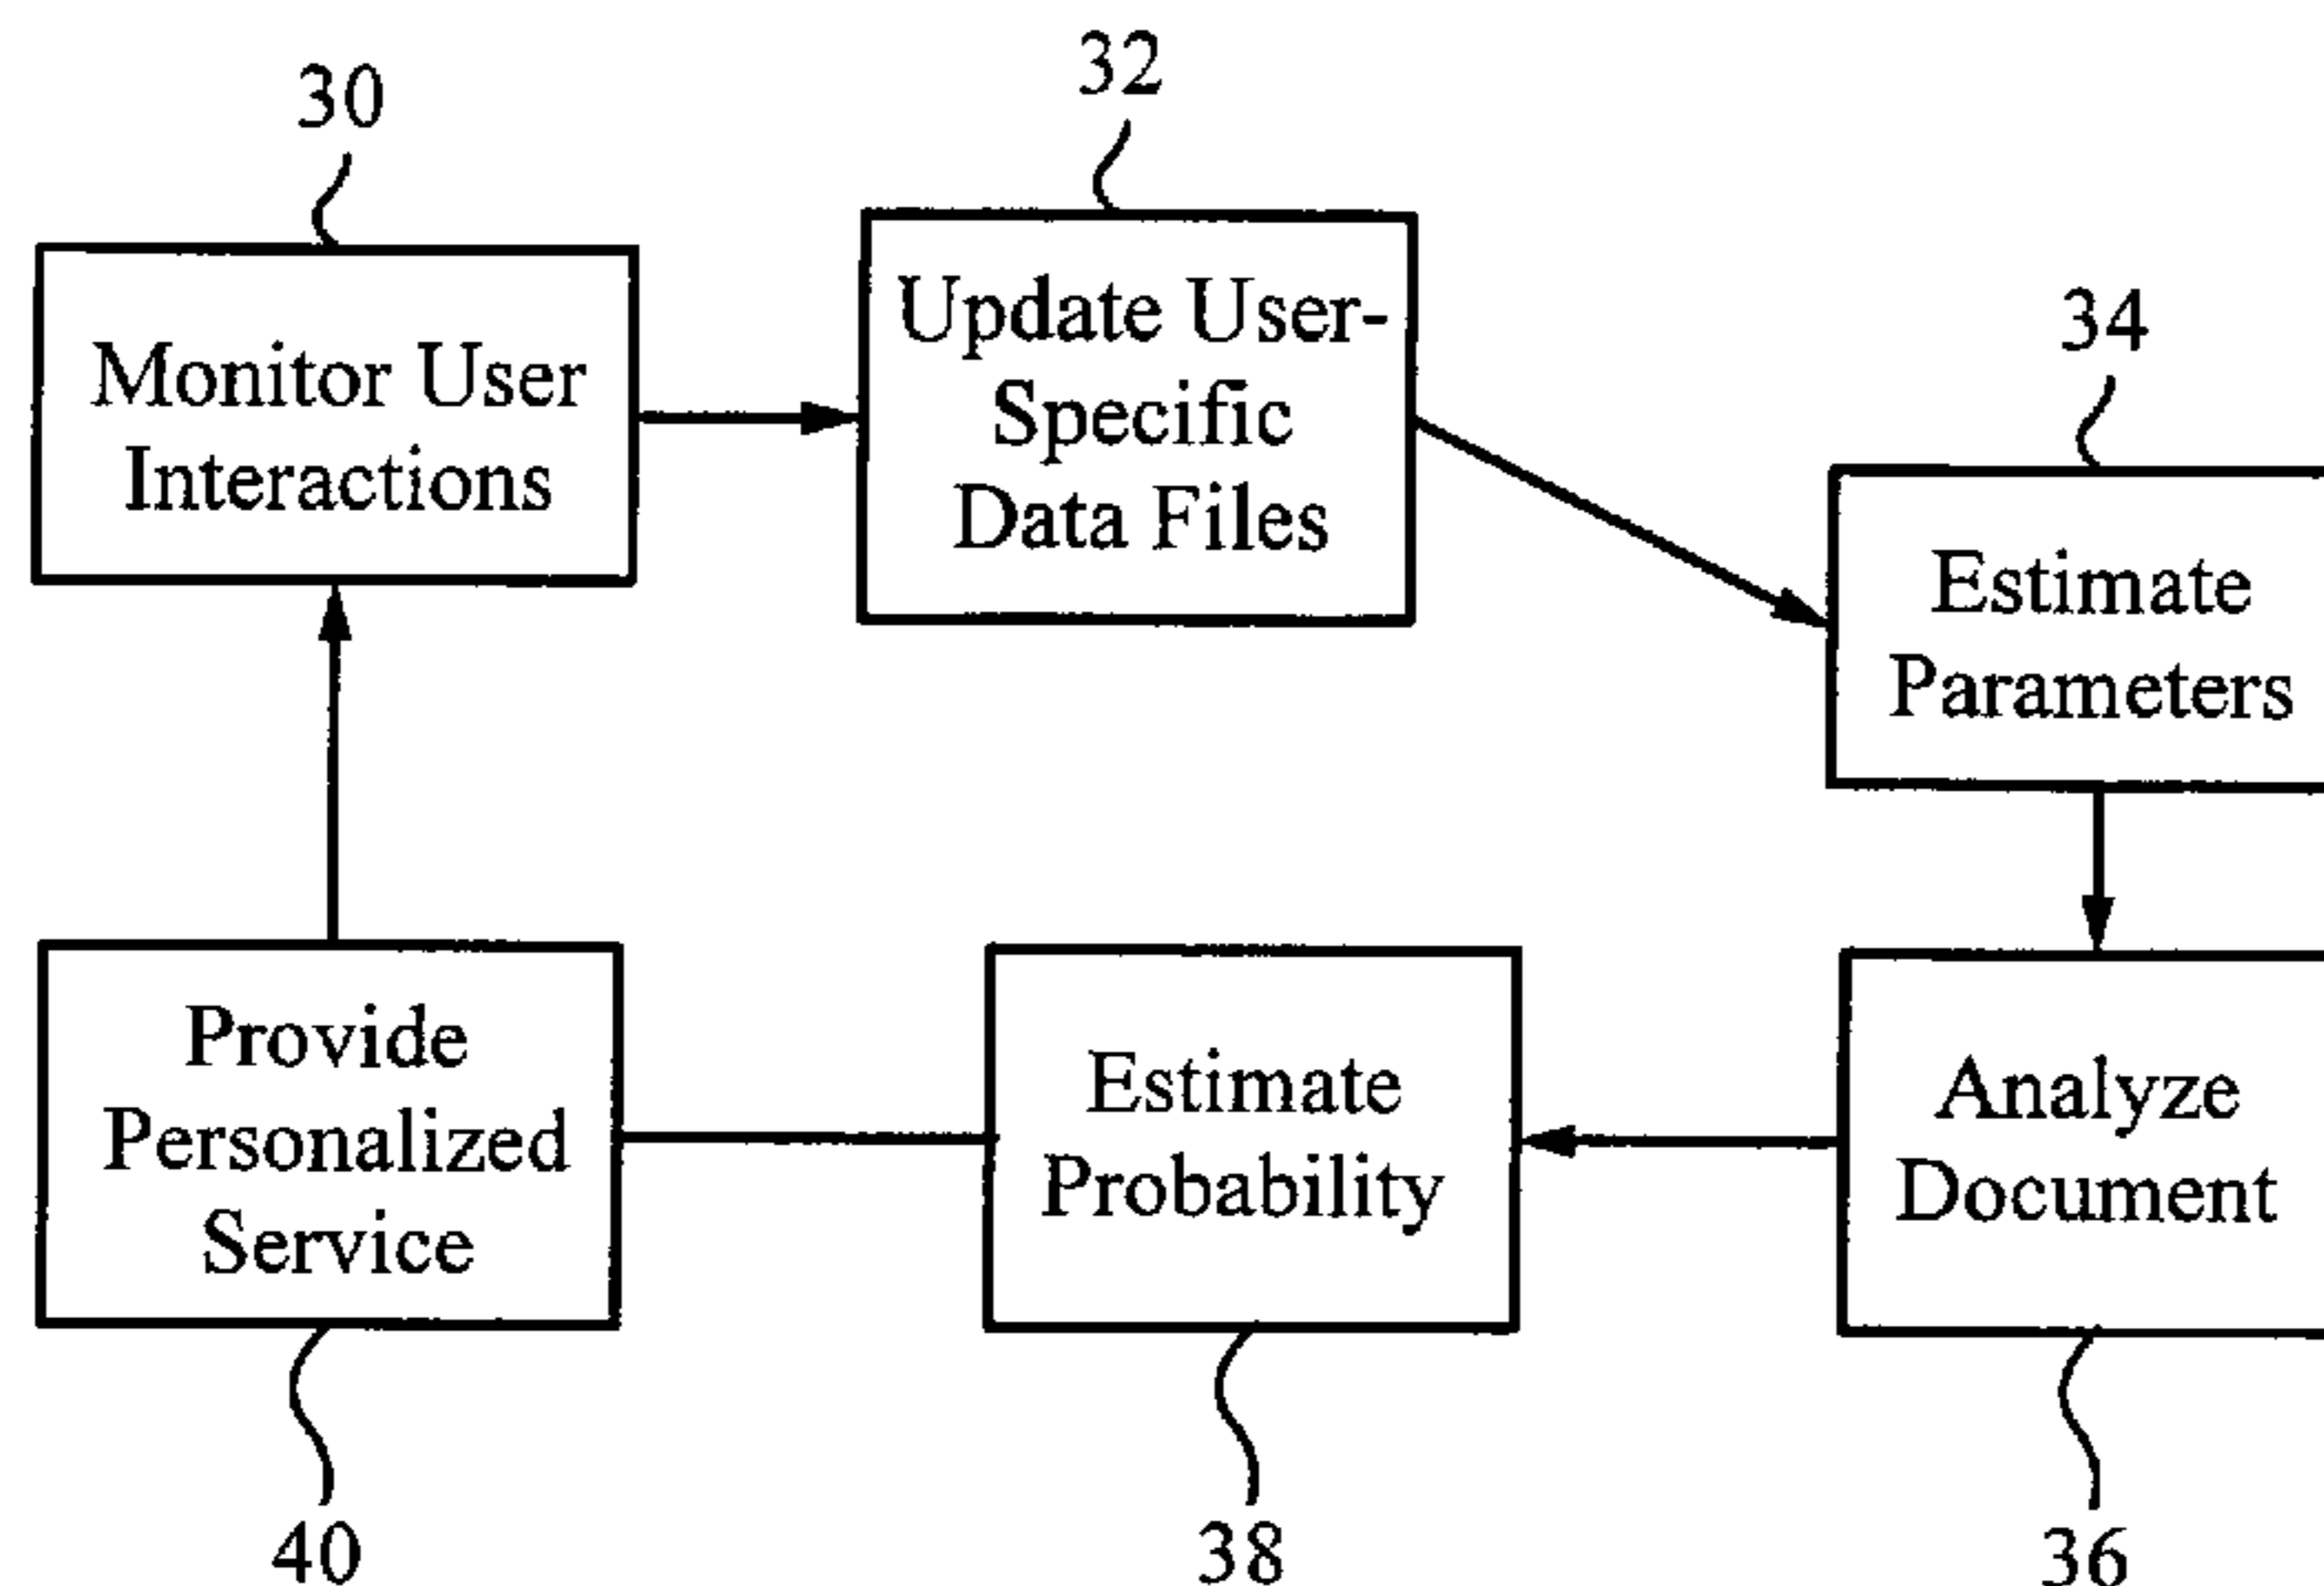 30
Monitor User
Interactions
32
Update User-
Specific
Data Files
34
Estimate
Parameters
Provide
Personalized
Service
40
Estimate
Probability
38
Analyze
Document
36